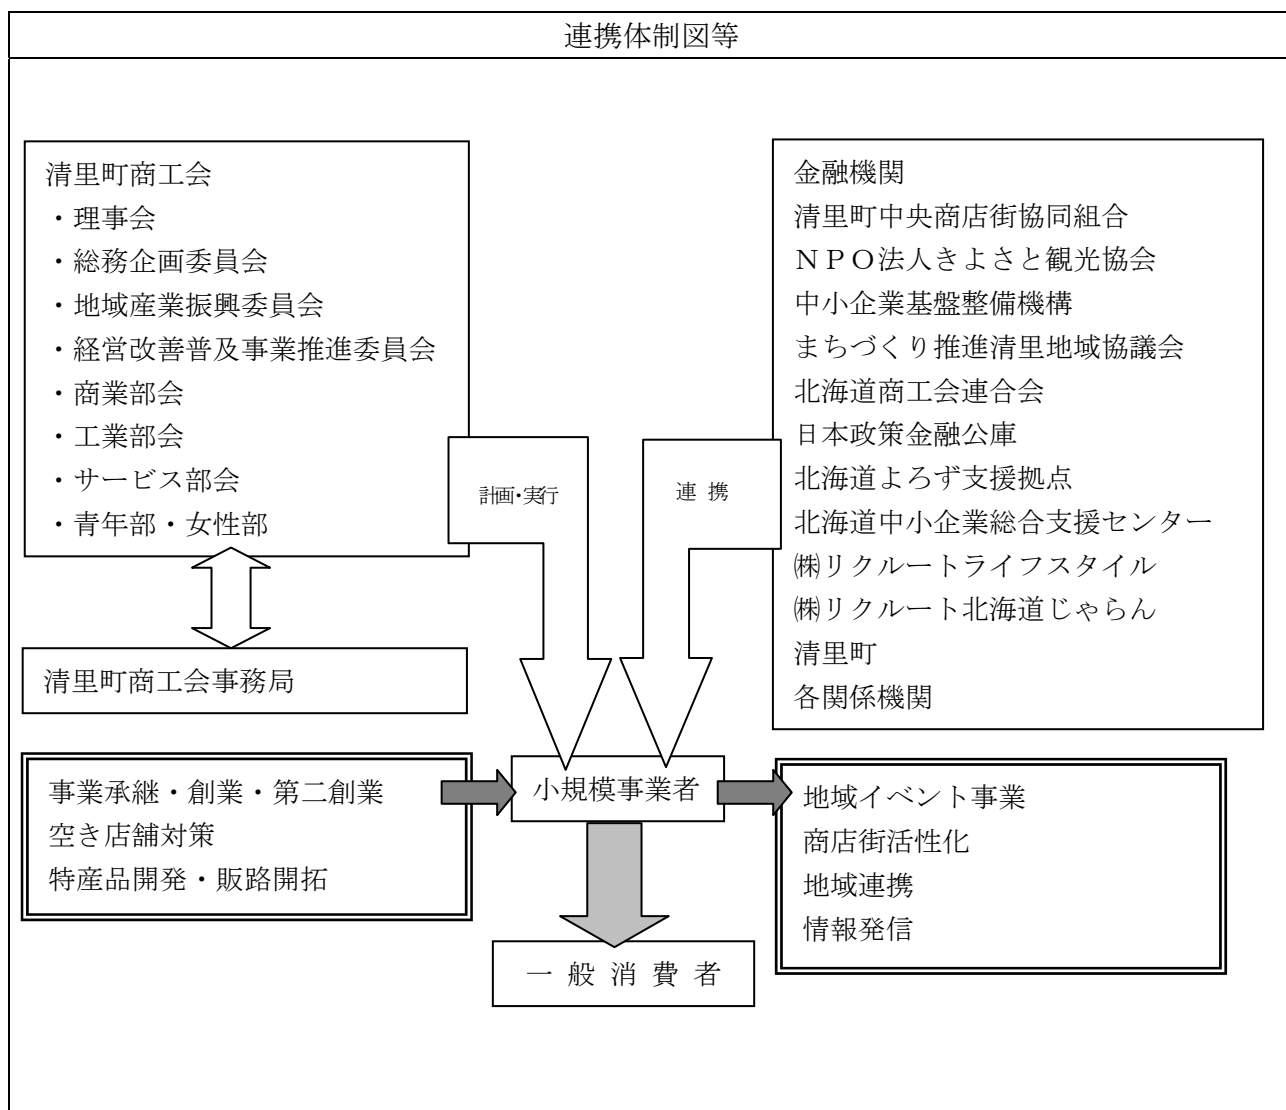 連携体制図等
清里町商工会
・理事会
・総務企画委員会
・地域産業振興委員会
・経営改善普及事業推進委員会
・商業部会
・工業部会
・サービス部会
・青年部・女性部
金融機関
清里町中央商店街協同組合
ＮＰＯ法人きよさと観光協会
中小企業基盤整備機構
まちづくり推進清里地域協議会
北海道商工会連合会
日本政策金融公庫
北海道よろず支援拠点
北海道中小企業総合支援センター
㈱リクルートライフスタイル
㈱リクルート北海道じゃらん
清里町
各関係機関
計画・実行
連 携
清里町商工会事務局
事業承継・創業・第二創業
空き店舗対策
特産品開発・販路開拓
小規模事業者
地域イベント事業
商店街活性化
地域連携
情報発信
一 般 消 費 者